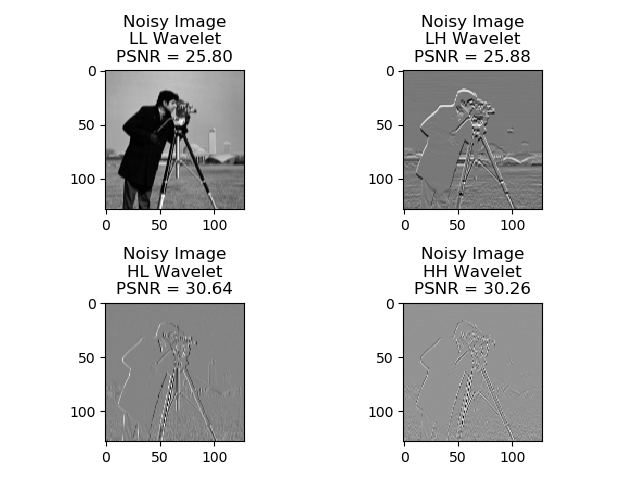 Noisy Image
LL Wavelet
PSNR = 25.80
0
50
100
0 50 100
Noisy Image
LH Wavelet
PSNR = 25.88
0
50
100
0 50 100
Noisy Image
HL Wavelet
PSNR = 30.64
0
50
100
0 50 100
Noisy Image
HH Wavelet
PSNR = 30.26
0
50
100
0 50 100